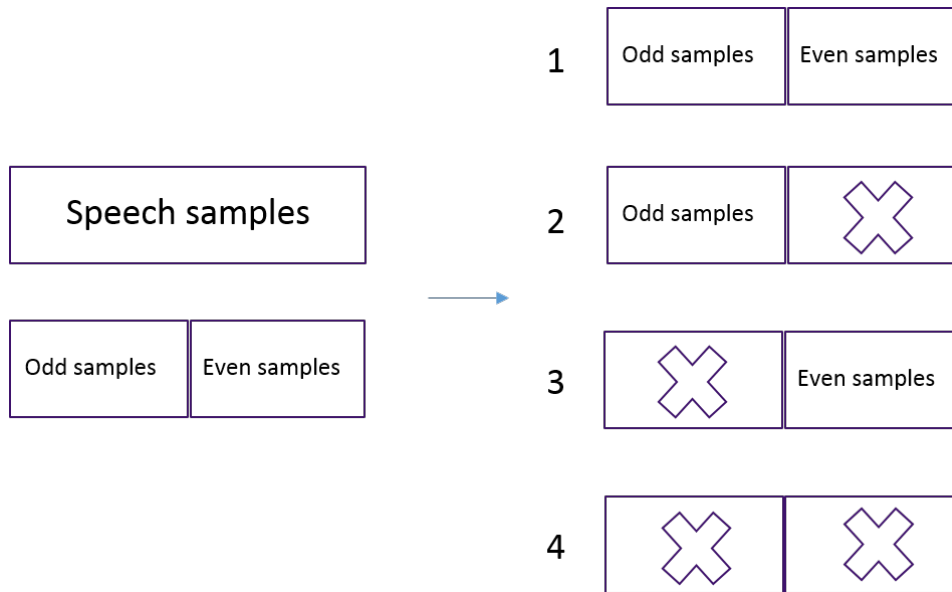 Speech samples
Odd samples Even samples
1 Odd samples Even samples
2 Odd samples
3 Even samples
4